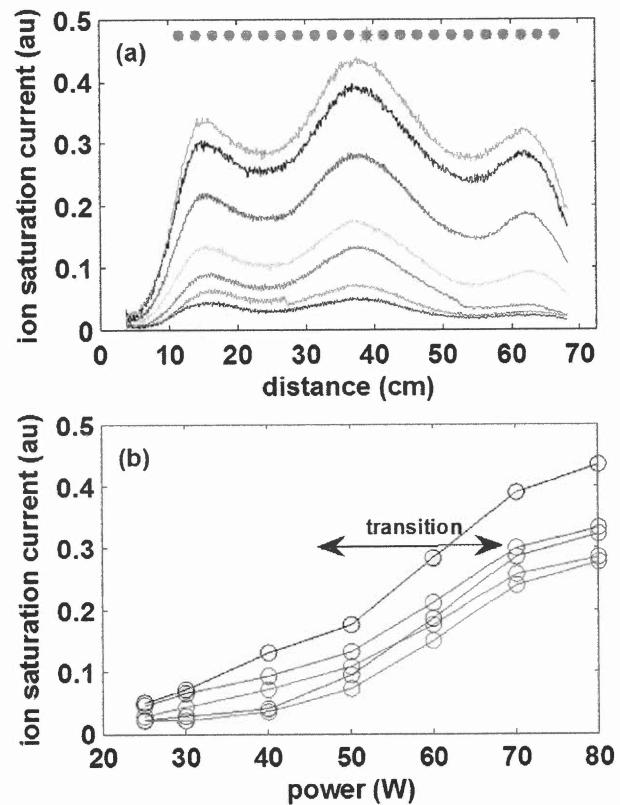 0.5
(a)
0.4
0.3
0.2
0.1
0
ion saturation current (au)
0 10 20 30 40 50 60 70
distance (cm)
0.5
(b)
0.4
transition
0.3
0.2
0.1
0
ion saturation current (au)
20 30 40 50 60 70 80
power (W)